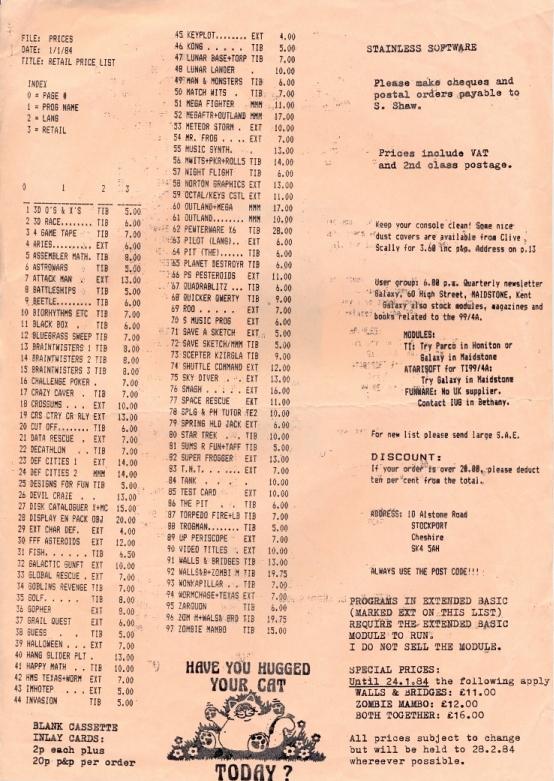 FILE: PRICES
DATE: 1/1/84
TITLE: RETAIL PRICE LIST
INDEX
0 = PAGE #
1 = PROG NAME
2 = LANG
3 = RETAIL
0 1 2 3
1 3D O'S & X'S TIB 5.00
2 3D RACE........ TIB 6.00
3 4 GAME TAPE . TIB 7.00
4 ARIES......... EXT 6.00
5 ASSEMBLER MATH. TIB 8.00
6 ASTROWARS TIB 5.00
7 ATTACK MAN . EXT 13.00
8 BATTLESHIPS . TIB 5.00
9 BEETLE......... TIB 6.00
10 BIORHYTHMS ETC TIB 7.00
11 BLACK BOX . TIB 6.00
12 BLUEGRASS SWEEP TIB 7.00
13 BRAINTWISTERS 1 TIB 8.00
14 BRAINTWISTERS 2 TIB 8.00
15 BRAINTWISTERS 3 TIB 8.00
16 CHALLENGE POKER . 7.00
17 CRAZY CAVER . TIB 7.00
18 CROSSUMS . . EXT 10.00
19 CRS CTRY CR RLY EXT 13.00
20 CUT OFF....... TIB 6.00
21 DATA RESCUE . EXT 7.00
22 DECATHLON . . TIB 7.00
23 DEF CITIES 1 EXT 14.00
24 DEF CITIES 2 MMM 14.00
25 DESIGNS FOR FUN TIB 5.00
26 DEVIL CRAIE . . 13.00
27 DISK CATALOGUER X+MC 15.00
28 DISPLAY EN PACK OBJ 20.00
29 EXT CHAR DEF. EXT 4.00
30 FFF ASTEROIDS EXT 12.00
31 FISH. . . . . TIB 6.50
32 GALACTIC GUNFT EXT 10.00
33 GLOBAL RESCUE . EXT 7.00
34 GOBLINS REVENGE TIB 7.00
35 GOLF. . . . . TIB 8.00
36 GOPHER EXT 8.00
37 GRAIL QUEST EXT 6.00
38 GUESS . . TIB 5.00
39 HALLOWEEN . . . EXT 7.00
40 HANG GLIDER PLT . 13.00
41 HAPPY MATH . TIB 10.00
42 HMS TEXAS+WORM EXT 7.00
43 IMHOTEP . . . EXT 5.00
44 INVASION TIB 5.00
BLANK CASSETTE
INLAY CARDS:
2p each plus
20p p&p per order
45 KEYPLOT........ EXT 4.00
46 KONG . . . . . TIB 5.00
47 LUNAR BASE+TORP TIB 7.00
48 LUNAR LANDER . 10.00
49 MAN & MONSTERS TIB 6.00
50 MATCH WITS . TIB 7.00
51 MEGA FIGHTER MMM 11.00
52 MEGAFTR+OUTLAND MMM 17.00
53 METEOR STORM . EXT 10.00
54 MR. FROG . . . . EXT 7.00
55 MUSIC SYNTH. 13.00
56 MWITS+PKR+ROLL5 TIB 14.00
57 NIGHT FLIGHT TIB 6.00
58 NORTON GRAPHICS EXT 13.00
59 OCTAL/KEYS CSTL EXT 11.00
60 OUTLAND+MEGA MMM 17.00
61 OUTLAND........ MMM 10.00
62 PEWTERWARE X6 TIB 28.00
63 PILOT (LANG).. EXT 6.00
64 PIT (THE)...... TIB 6.00
65 PLANET DESTROYR TIB 6.00
66 PS PESTEROIDS EXT 11.00
67 QUADRABLITZ . . TIB 6.00
68 QUICKER QWERTY TIB 9.00
69 ROO . . . . . EXT 7.00
70 S MUSIC PROG EXT 6.00
71 SAVE A SKETCH EXT 5.00
72 SAVE SKETCH/MMM TIB 5.00
73 SCEPTER KZIRGLA TIB 9.00
74 SHUTTLE COMMAND EXT 12.00
75 SKY DIVER . . EXT 13.00
76 SMASH...... EXT 16.00
77 SPACE RESCUE EXT 11.00
78 SPLG & PM TUTOR TE2 10.00
79 SPRING HLD JACK EXT 6.00
80 STAR TREK . . TIB 10.00
81 SUMS R FUN+TAFF TIB 5.00
82 SUPER FROGGER EXT 13.00
83 T.N.T. . . . . EXT 7.00
84 TANK . . . . . 10.00
85 TEST CARD EXT 10.00
86 THE PIT . . . TIB 6.00
87 TORPEDO FIRE+LB TIB 7.00
88 TROGMAN........ TIB 5.00
89 UP PERISCOPE . EXT 7.00
90 VIDEO TITLES . EXT 10.00
91 WALLS & BRIDGES TIB 13.00
92 WALLS&B+ZOMBI M TIB 19.75
93 WONKAPILLAR . . TIB 7.00
94 WORMCHASE+TEXAS EXT 7.00
95 ZARQUON TIB 6.00
96 ZOM M+WALSA BRD TIB 19.75
97 ZOMBIE MAMBO TIB 15.00
HAVE YOU HUGGED
YOUR CAT
TODAY ?
STAINLESS SOFTWARE
Please make cheques and
postal orders payable to
S. Shaw.
Prices include VAT
and 2nd class postage.
Keep your console clean! Some nice
dust covers are available from Clive
Scally for 3.60 inc p&p. Address on p.13
User group: 6.00 p.a. Quarterly newsletter
Galaxy, 60 High Street, MAIDSTONE, Kent
Galaxy also stock modules, magazines and
books related to the 99/4A.
MODULES:
TI: Try Parco in Honiton or
Galaxy in Maidstone
ATARISOFT for TI99/4A:
Try Galaxy in Maidstone
FUNWARE: No UK supplier.
Contact IUG in Bethany.
For new list please send large S.A.E.
DISCOUNT:
If your order is over 20.00, please deduct
ten per cent from the total.
ADDRESS: 10 Alstone Road
STOCKPORT
Cheshire
SK4 5AH
ALWAYS USE THE POST CODE!!!
PROGRAMS IN EXTENDED BASIC
(MARKED EXT ON THIS LIST)
REQUIRE THE EXTENDED BASIC
MODULE TO RUN.
I DO NOT SELL THE MODULE.
SPECIAL PRICES:
Until 24.1.84 the following apply
WALLS & BRIDGES: £11.00
ZOMBIE MAMBO: £12.00
BOTH TOGETHER: £16.00
All prices subject to change
but will be held to 28.2.84
whereever possible.